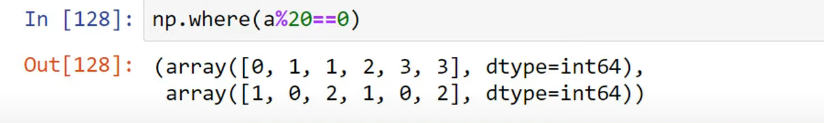 In [128]: np.where(a%20==0)
Out[128]: (array([0, 1, 1, 2, 3, 3], dtype=int64),
array([1, 0, 2, 1, 0, 2], dtype=int64))